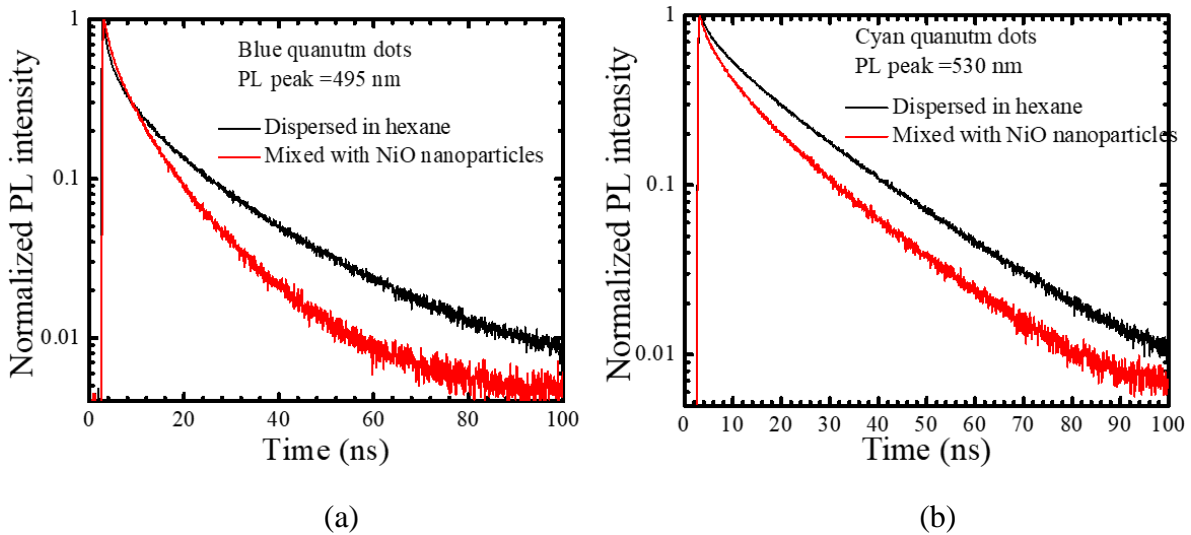 Normalized PL intensity
1
0.1
0.01
Blue quanutm dots
PL peak =495 nm
Dispersed in hexane
Mixed with NiO nanoparticles
0 20 40 60 80 100
Time (ns)
(a)
Normalized PL intensity
1
0.1
0.01
Cyan quanutm dots
PL peak =530 nm
Dispersed in hexane
Mixed with NiO nanoparticles
0 10 20 30 40 50 60 70 80 90 100
Time (ns)
(b)